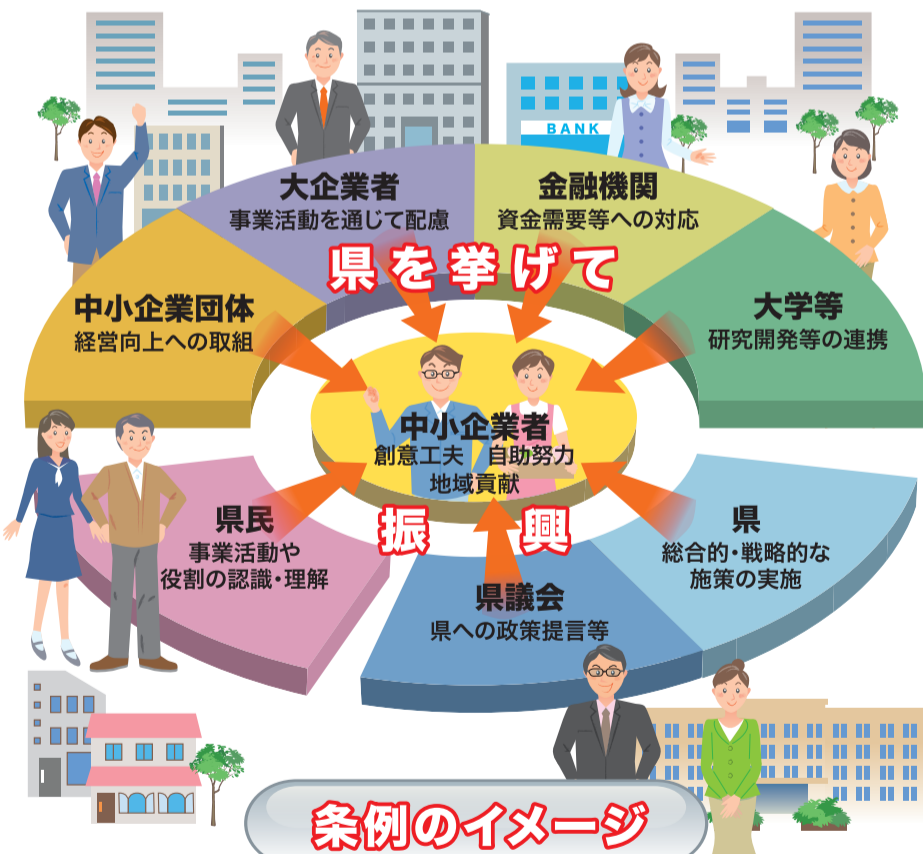 BANK
大企業者
事業活動を通じて配慮
金融機関
資金需要等への対応
県を挙げて
中小企業団体
経営向上への取組
大学等
研究開発等の連携
中小企業者
創意工夫　自助努力
地域貢献
振　興
県民
事業活動や
役割の認識・理解
県
総合的・戦略的な
施策の実施
県議会
県への政策提言等
条例のイメージ